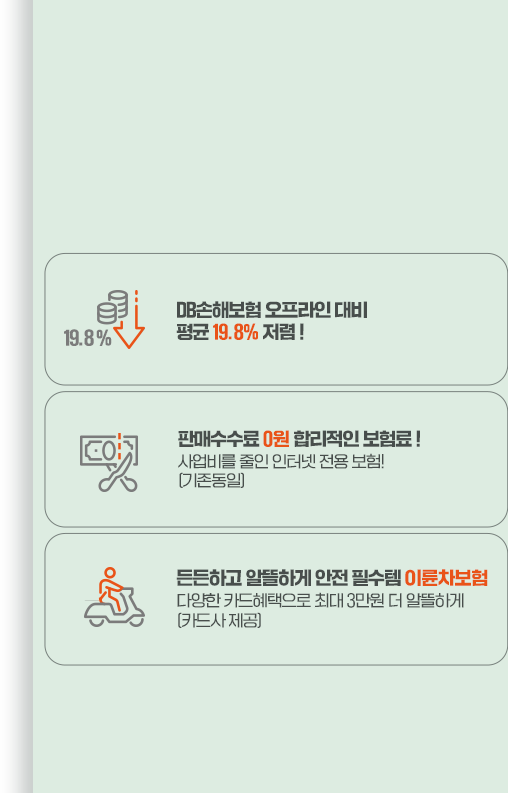 19.8%
DB손해보험 오프라인 대비
평균 19.8% 저렴!
판매수수료 0원 합리적인 보험료!
사업비를 줄인 인터넷 전용 보험!
(기존동일)
든든하고 알뜰하게 안전 필수템 이륜차보험
다양한 카드혜택으로 최대 3만원 더 알뜰하게
(카드사 제공)